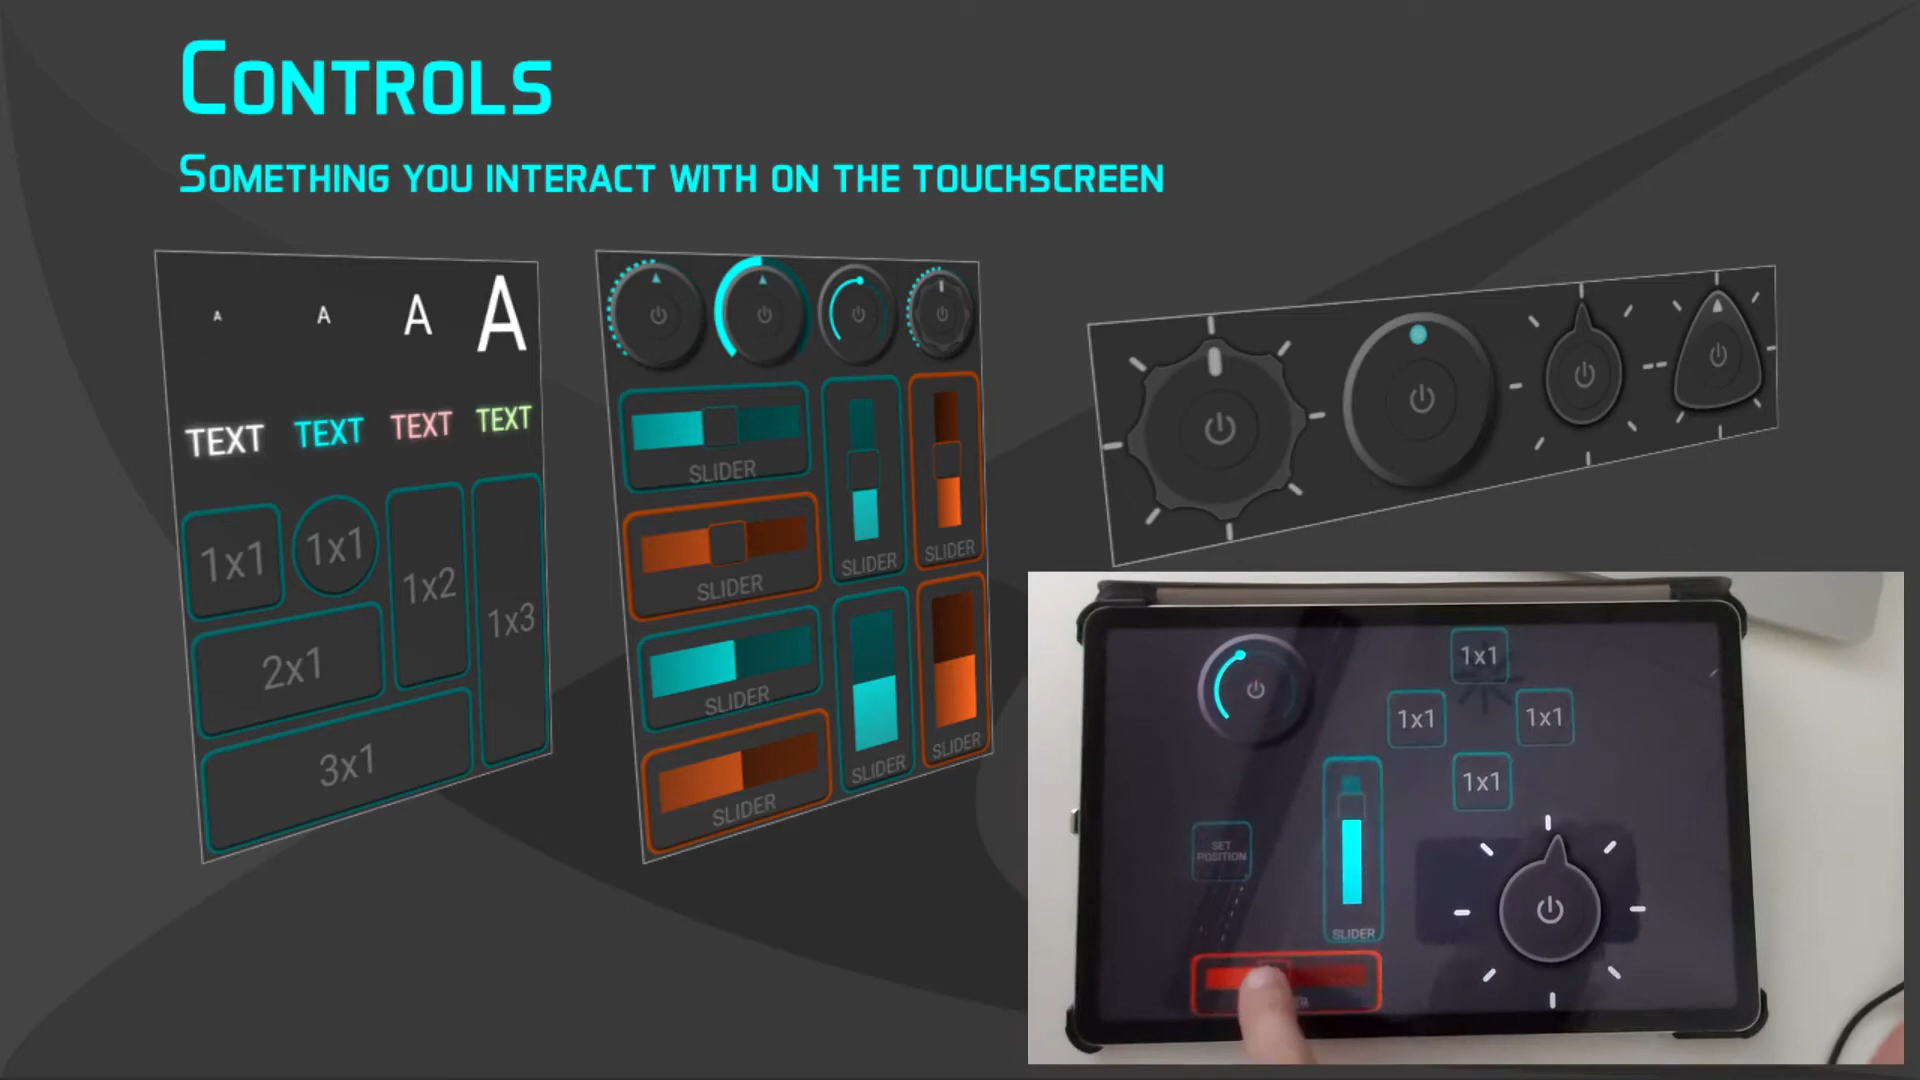 CONTROLS
SOMETHING YOU INTERACT WITH ON THE TOUCHSCREEN
A A A A
TEXT TEXT TEXT TEXT
1x1 1x1 1x2 1x3
2x1
3x1
SLIDER
SLIDER
SLIDER
SLIDER
SLIDER
SLIDER
SLIDER
SLIDER
1x1
1x1 1x1
1x1
SET
POSITION
SLIDER